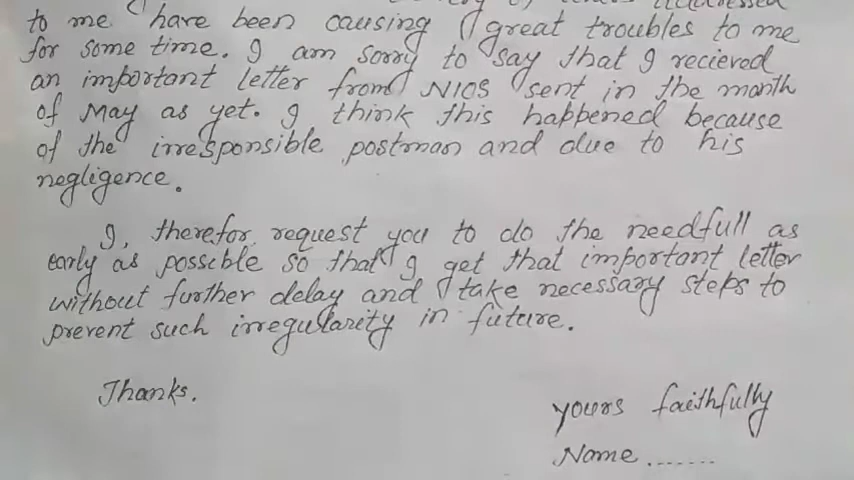 to me have been causing great troubles to me
for some time. I am sorry to say that I recieved
an important letter from NIOS sent in the month
of May as yet. I think this happened because
of the irresponsible postman and due to his
negligence.
I, therefor, request you to do the needfull as
early as possible so that I get that important letter
without further delay and take necessary steps to
prevent such irregularity in future.
Thanks.
yours faithfully
Name.......